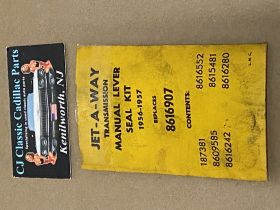 CJ Classic Cadillac Parts
Kenilworth, NJ
JET-A-WAY
TRANSMISSION
MANUAL LEVER
SEAL KIT
1956-1957
REPLACES
8616907
CONTENTS:
187381
8609585
8616242
8616552
8615481
8616280